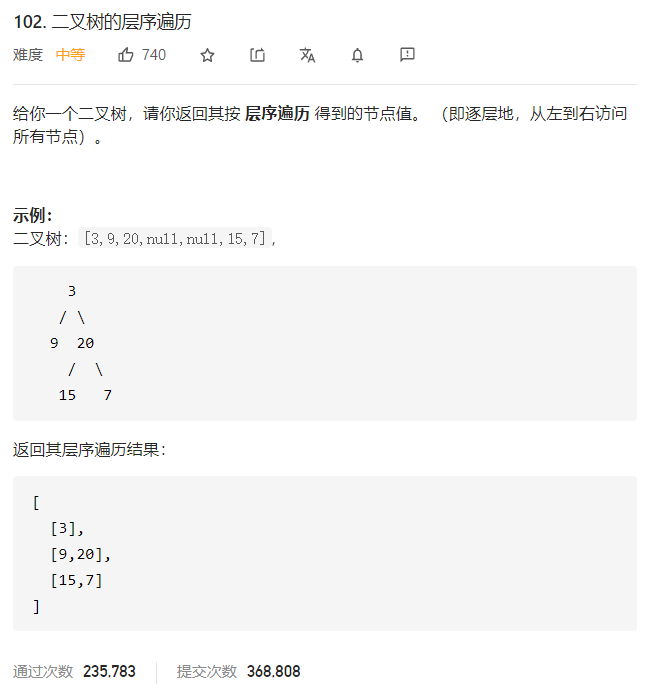 102. 二叉树的层序遍历
难度 中等 740
给你一个二叉树，请你返回其按 层序遍历 得到的节点值。 （即逐层地，从左到右访问
所有节点）。
示例：
二叉树：[3,9,20,null,null,15,7],
3
/ \
9 20
/ \
15 7
返回其层序遍历结果：
[
[3],
[9,20],
[15,7]
]
通过次数 235,783 提交次数 368,808